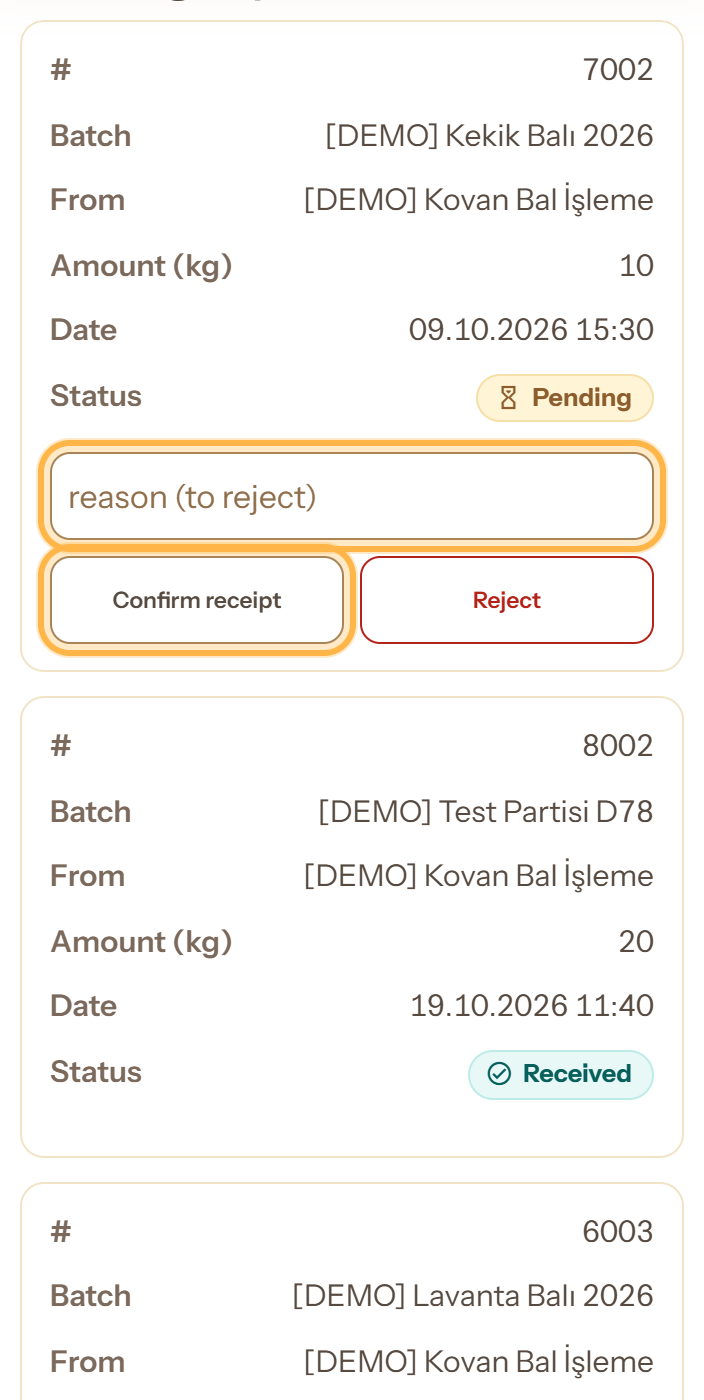 # 7002
Batch [DEMO] Kekik Balı 2026
From [DEMO] Kovan Bal İşleme
Amount (kg) 10
Date 09.10.2026 15:30
Status Pending
reason (to reject)
Confirm receipt Reject
# 8002
Batch [DEMO] Test Partisi D78
From [DEMO] Kovan Bal İşleme
Amount (kg) 20
Date 19.10.2026 11:40
Status Received
# 6003
Batch [DEMO] Lavanta Balı 2026
From [DEMO] Kovan Bal İşleme